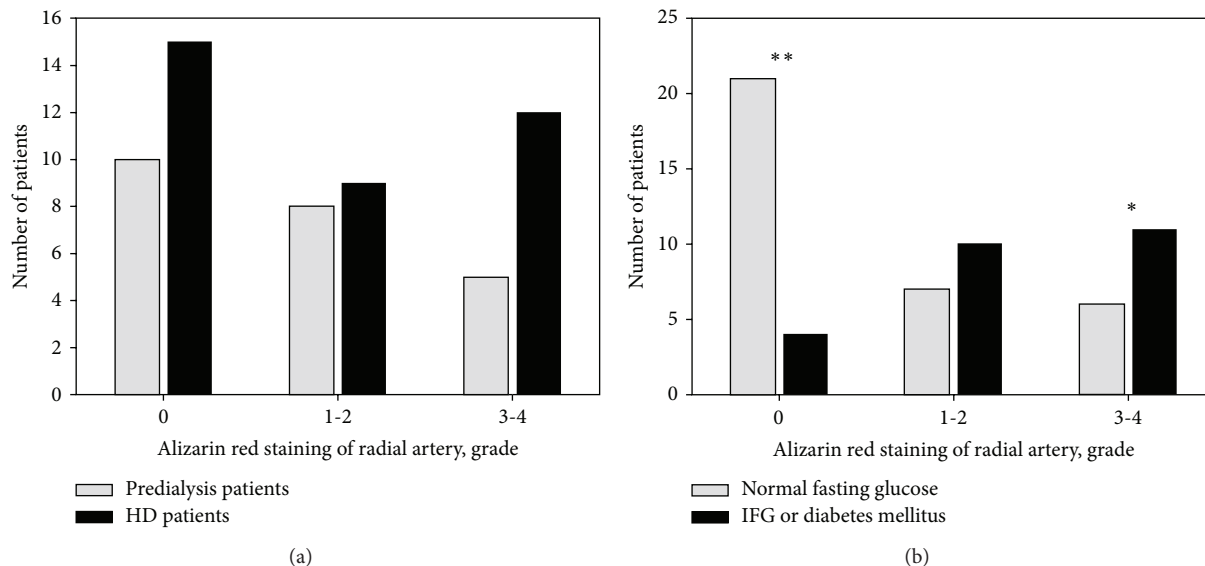 16
14
12
10
8
6
4
2
0
Number of patients
0
1-2
3-4
Alizarin red staining of radial artery, grade
Predialysis patients
HD patients
(a)
25
20
15
10
5
0
Number of patients
**
*
0
1-2
3-4
Alizarin red staining of radial artery, grade
Normal fasting glucose
IFG or diabetes mellitus
(b)